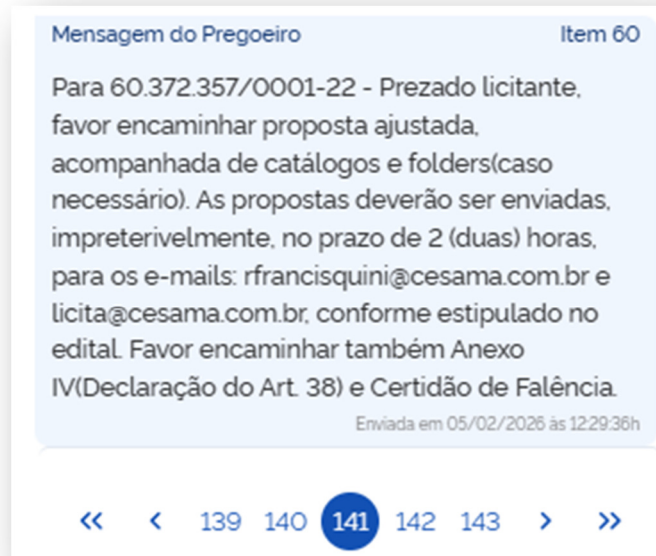 Mensagem do Pregoeiro Item 60
Para 60.372.357/0001-22 - Prezado licitante,
favor encaminhar proposta ajustada,
acompanhada de catálogos e folders(caso
necessário). As propostas deverão ser enviadas,
impreterivelmente, no prazo de 2 (duas) horas,
para os e-mails: rfrancisquini@cesama.com.br e
licita@cesama.com.br, conforme estipulado no
edital. Favor encaminhar também Anexo
IV(Declaração do Art. 38) e Certidão de Falência.
Enviada em 05/02/2026 às 12:29:36h
« ‹ 139 140 141 142 143 › »